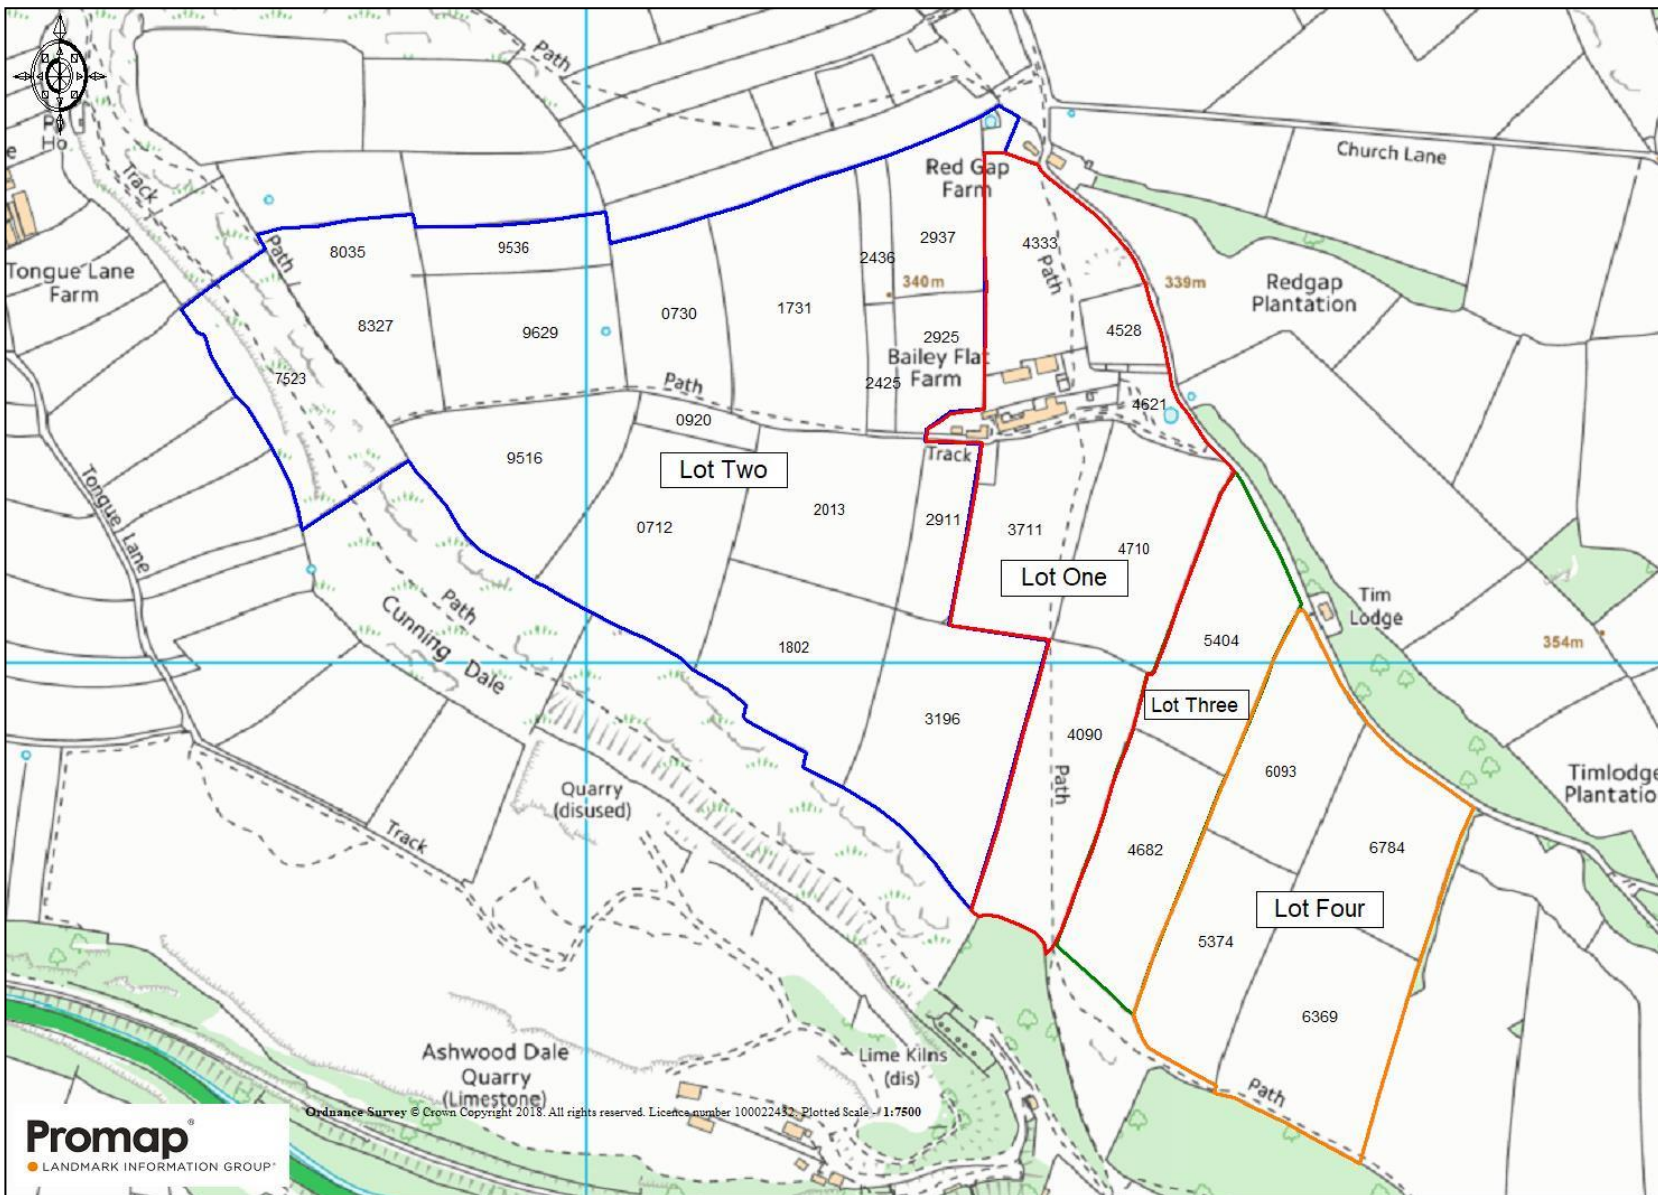 Path
P
Ho
e
Track
Church Lane
Red Gap
Farm
Path
8035
9536
2937
4333
Path
2436
Tongue Lane
Farm
340m
339m
Redgap
Plantation
8327
9629
0730
1731
2925
4528
Bailey Flat
Farm
7523
Path
2425
4621
0920
9516
Lot Two
Track
Tongue Lane
0712
2013
2911
3711
4710
Lot One
Path
Cunning Dale
Tim
Lodge
5404
354m
1802
Lot Three
3196
4090
6093
Path
Quarry
(disused)
Timlodge
Plantatio
Track
4682
6784
Lot Four
5374
6369
Ashwood Dale
Quarry
(Limestone)
Lime Kilns
(dis)
Path
Ordnance Survey © Crown Copyright 2018. All rights reserved. Licence number 100022432. Plotted Scale - 1:7500
Promap®
LANDMARK INFORMATION GROUP®